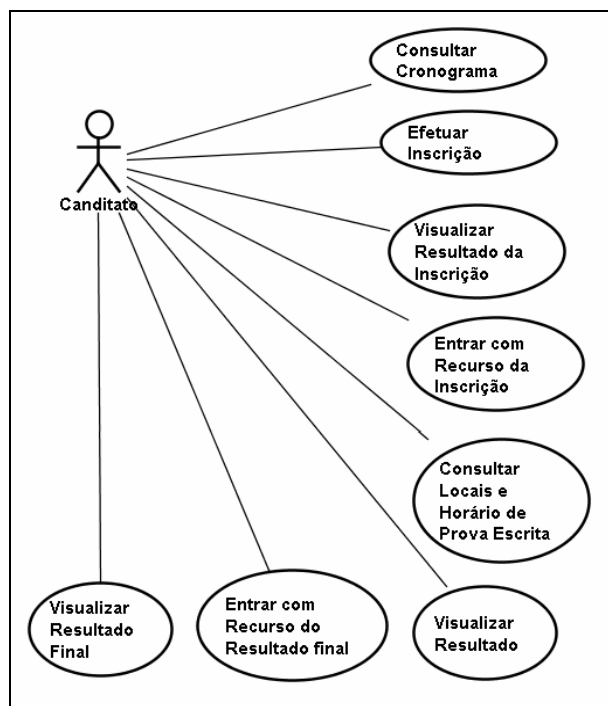 Consultar
Cronograma
Efetuar
Inscrição
Canditato
Visualizar
Resultado da
Inscrição
Entrar com
Recurso da
Inscrição
Consultar
Locais e
Horário de
Prova Escrita
Visualizar
Resultado
Final
Entrar com
Recurso do
Resultado final
Visualizar
Resultado